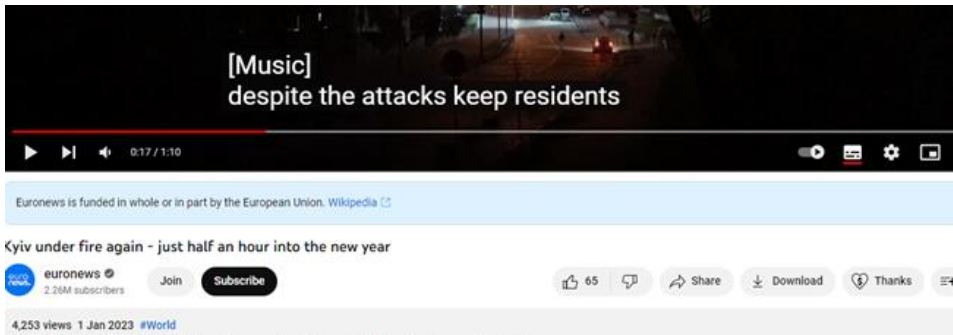 [Music]
despite the attacks keep residents
0:17 / 1:10
Euronews is funded in whole or in part by the European Union. Wikipedia
Kyiv under fire again - just half an hour into the new year
euro
news.
euronews
2.26M subscribers
Join
Subscribe
65
Share
Download
Thanks
4,253 views 1 Jan 2023 #World